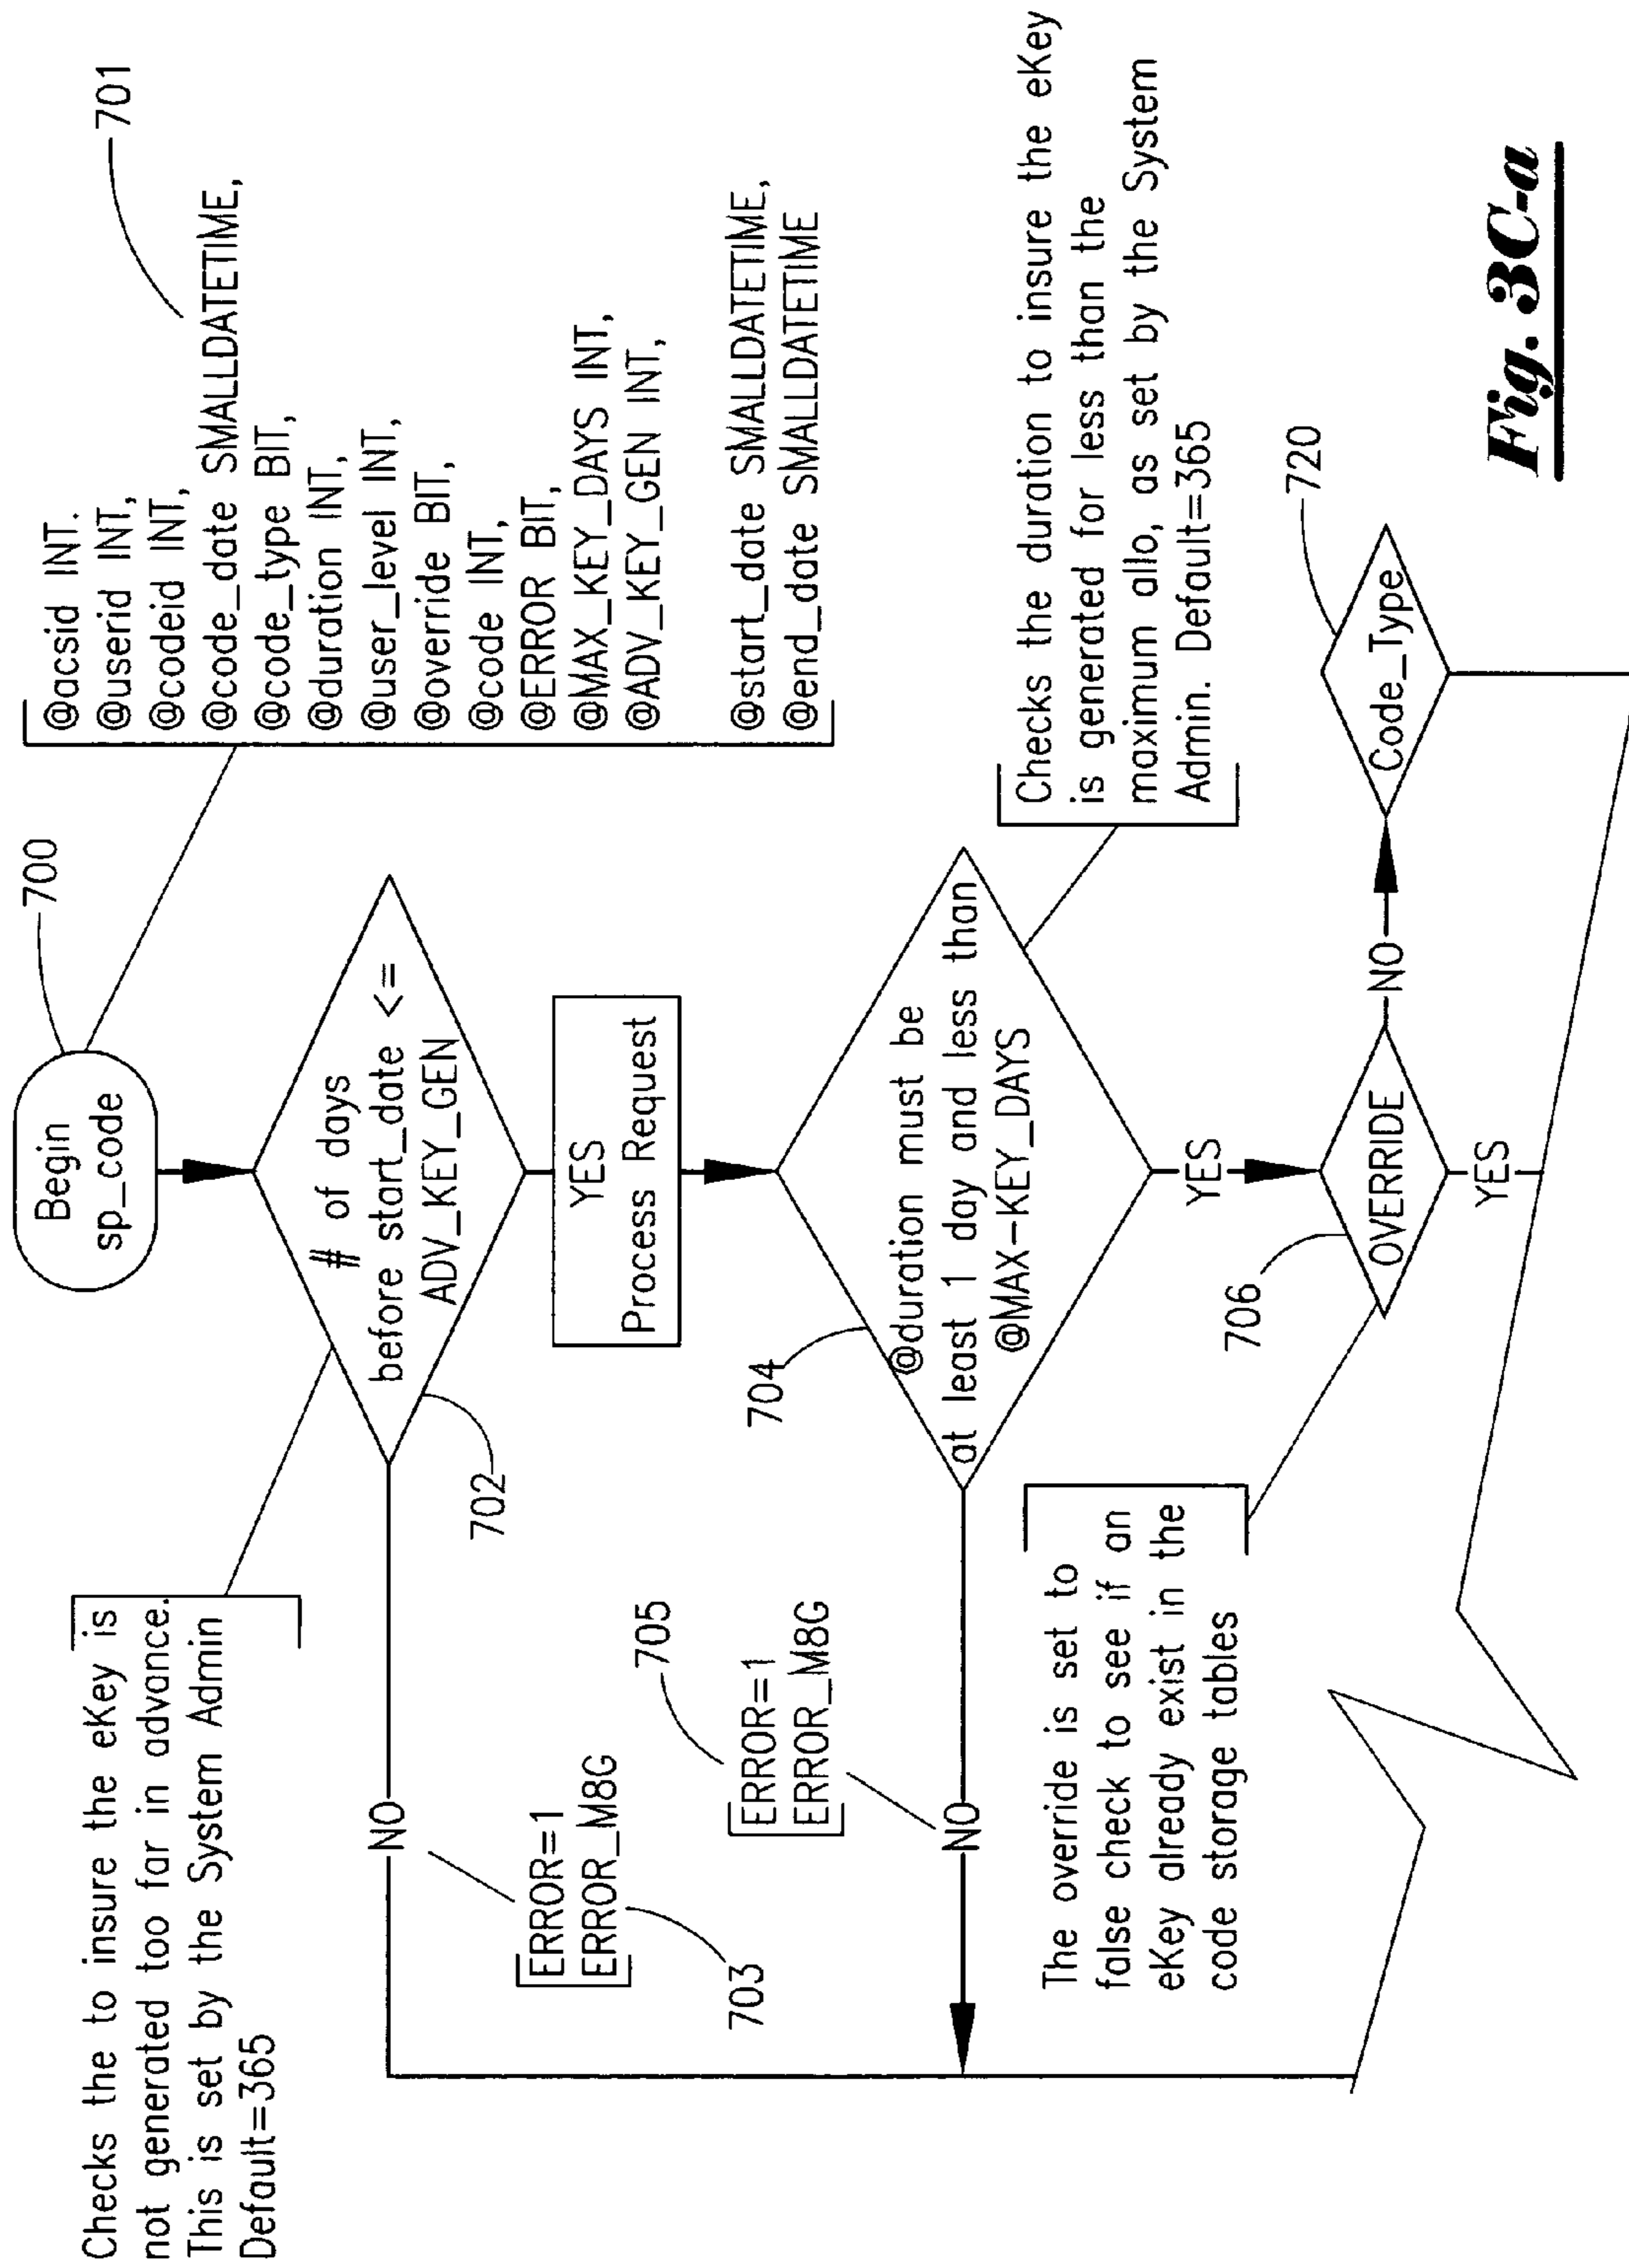 Begin
sp_code
700
701
@acsid INT.
@userid INT,
@codeid INT,
@code_date SMALLDATETIME,
@code_type BIT,
@duration INT,
@user_level INT,
@override BIT,
@code INT,
@ERROR BIT,
@MAX_KEY_DAYS INT,
@ADV_KEY_GEN INT,
@start_date SMALLDATETIME,
@end_date SMALLDATETIME
Checks the to insure the eKey is
not generated too far in advance.
This is set by the System Admin
Default=365
# of days
before start_date <=
ADV_KEY_GEN
702
NO
ERROR=1
ERROR_M8G
703
YES
Process Request
704
@duration must be
at least 1 day and less than
@MAX-KEY_DAYS
Checks the duration to insure the eKey
is generated for less than the
maximum allo, as set by the System
Admin. Default=365
705
ERROR=1
ERROR_M8G
NO
YES
The override is set to
false check to see if an
eKey already exist in the
code storage tables
706
OVERRIDE
NO
Code_Type
720
YES
Fig. 3C-a